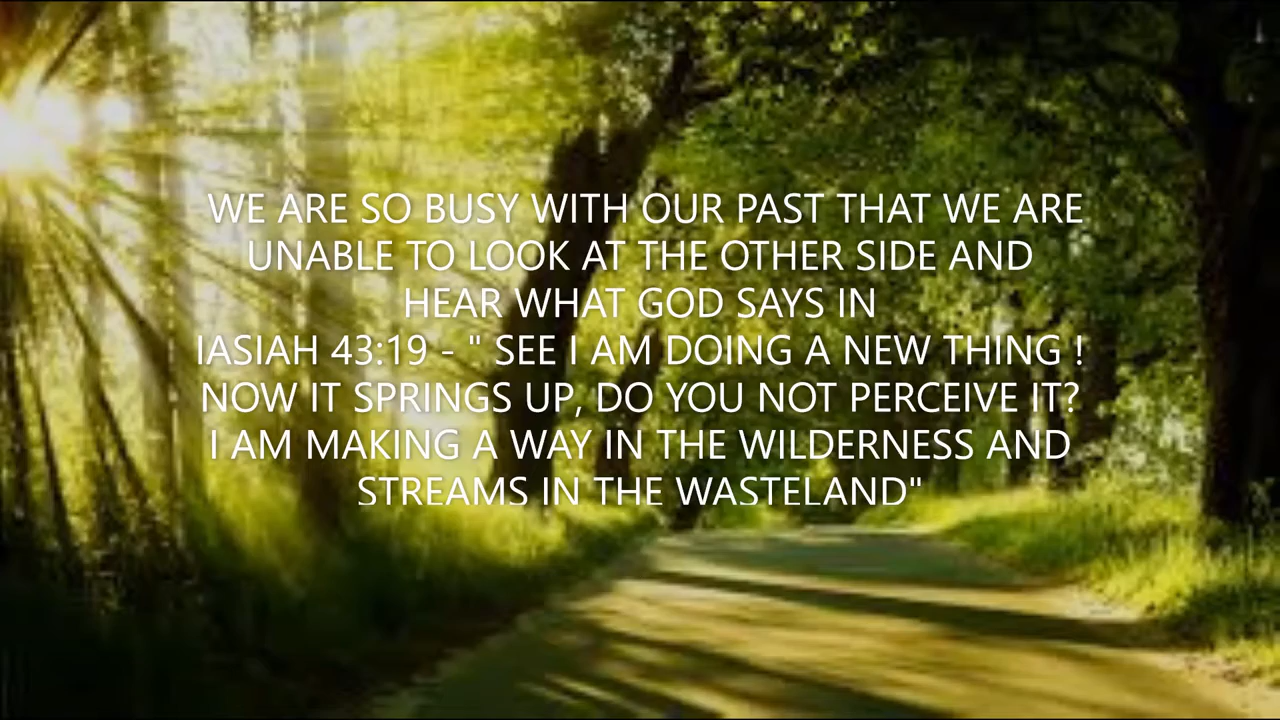 WE ARE SO BUSY WITH OUR PAST THAT WE ARE
UNABLE TO LOOK AT THE OTHER SIDE AND
HEAR WHAT GOD SAYS IN
IASIAH 43:19 - " SEE I AM DOING A NEW THING !
NOW IT SPRINGS UP, DO YOU NOT PERCEIVE IT?
I AM MAKING A WAY IN THE WILDERNESS AND
STREAMS IN THE WASTELAND"